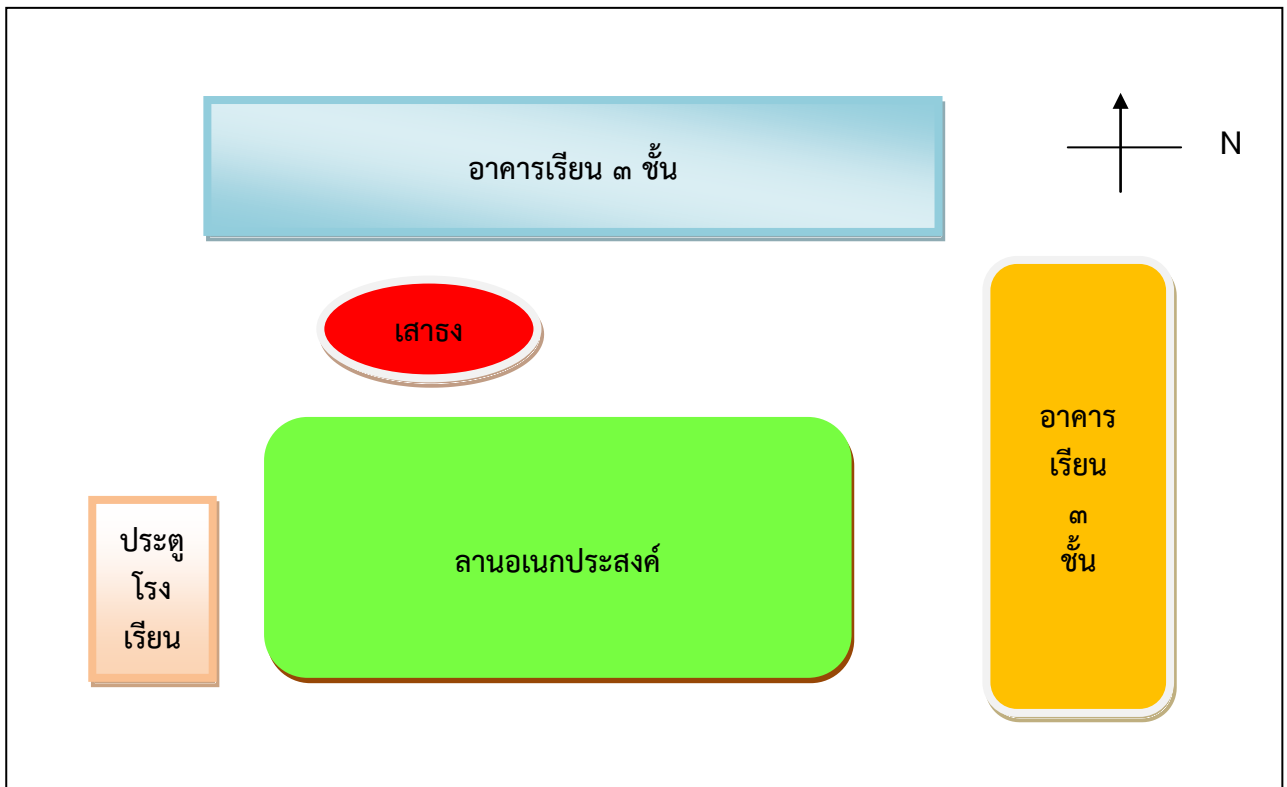 อาคารเรียน ๓ ชั้น
N
เสาธง
อาคาร
เรียน
๓
ชั้น
ประตู
โรง
เรียน
ลานอเนกประสงค์